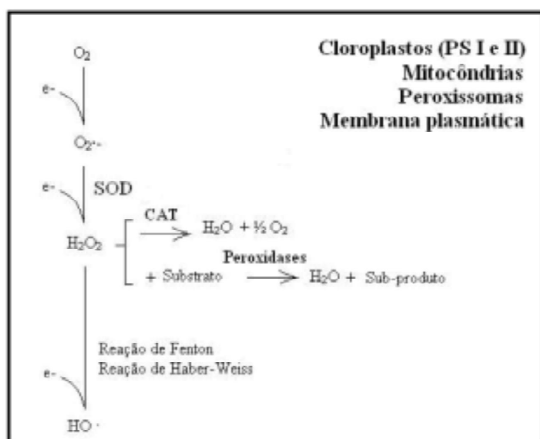 Cloroplastos (PS I e II)
Mitocôndrias
Peroxissomas
Membrana plasmática
O₂
e-
O₂·-
e-
SOD
H₂O₂
CAT
H₂O + ½ O₂
+ Substrato
Peroxidases
H₂O + Sub-produto
Reação de Fenton
Reação de Haber-Weiss
e-
HO ·